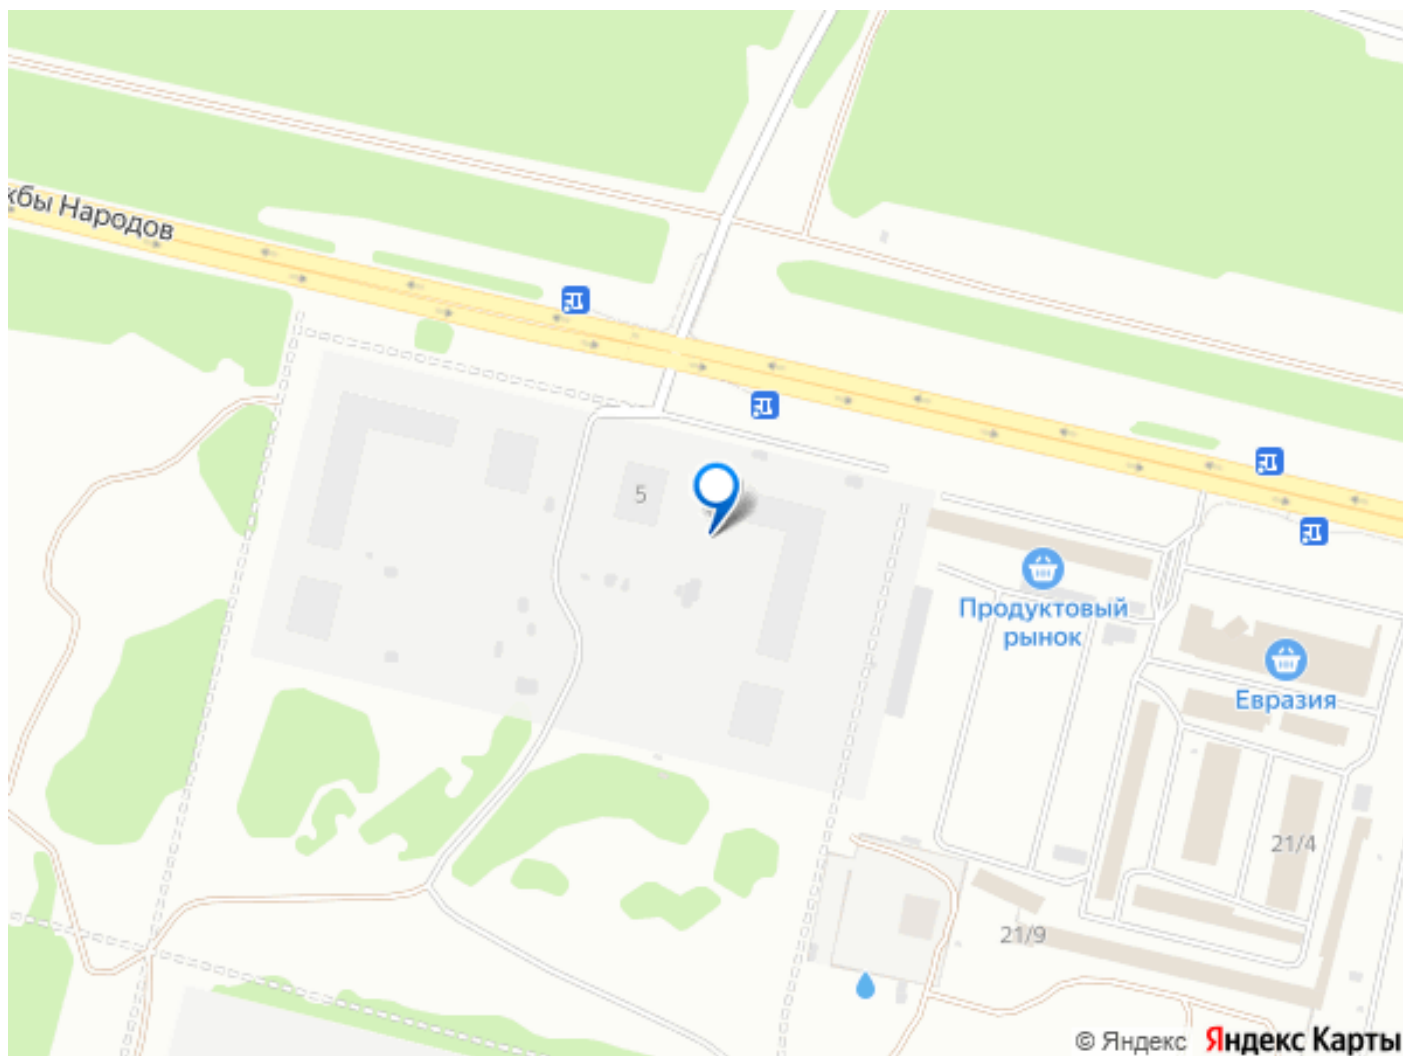 жбы Народов
5
Продуктовый
рынок
Евразия
21/4
21/9
© Яндекс Яндекс Карты